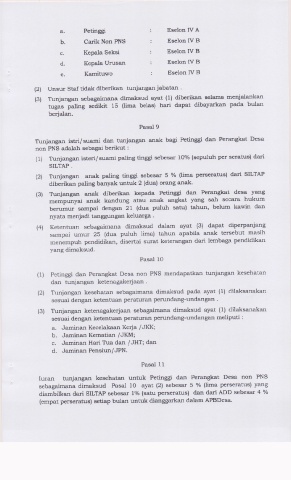 a. Petinggi : Eselon IV A
b. Carik Non PNS : Eselon IV B
c. Kepala Seksi : Eselon IV B
d. Kepala Urusan : Eselon IV B
e. Kamituwo : Eselon IV B
(2) Unsur Staf tidak diberikan tunjangan jabatan.
(3) Tunjangan sebagaimana dimaksud ayat (1) diberikan selama menjalankan
tugas paling sedikit 15 (lima belas) hari dapat dibayarkan pada bulan
berjalan.
Pasal 9
Tunjangan istri/suami dan tunjangan anak bagi Petinggi dan Perangkat Desa
non PNS adalah sebagai berikut :
(1) Tunjangan isteri/suami paling tinggi sebesar 10% (sepuluh per seratus) dari
SILTAP .
(2) Tunjangan anak paling tinggi sebesar 5 % (lima perseratus) dari SILTAP
diberikan paling banyak untuk 2 (dua) orang anak.
(3) Tunjangan anak diberikan kepada Petinggi dan Perangkat desa yang
mempunyai anak kandung atau anak angkat yang sah secara hukum
berumur sampai dengan 21 (dua puluh satu) tahun, belum kawin dan
nyata menjadi tanggungan keluarga .
(4) Ketentuan sebagaimana dimaksud dalam ayat (3) dapat diperpanjang
sampai umur 25 (dua puluh lima) tahun apabila anak tersebut masih
menempuh pendidikan, disertai surat keterangan dari lembaga pendidikan
yang dimaksud.
Pasal 10
(1) Petinggi dan Perangkat Desa non PNS mendapatkan tunjangan kesehatan
dan tunjangan ketenagakerjaan .
(2) Tunjangan kesehatan sebagaimana dimaksud pada ayat (1) dilaksanakan
sesuai dengan ketentuan peraturan perundang-undangan .
(3) Tunjangan ketenagakerjaan sebagaimana dimaksud ayat (1) dilaksanakan
sesuai dengan ketentuan peraturan perundang-undangan meliputi :
a. Jaminan Kecelakaan Kerja /JKK;
b. Jaminan Kematian /JKM;
c. Jaminan Hari Tua dan /JHT; dan
d. Jaminan Pensiun/JPN.
Pasal 11
Iuran tunjangan kesehatan untuk Petinggi dan Perangkat Desa non PNS
sebagaimana dimaksud Pasal 10 ayat (2) sebesar 5 % (lima perseratus) yang
diambilkan dari SILTAP sebesar 1% (satu perseratus) dan dari ADD sebesar 4 %
(empat perseratus) setiap bulan untuk dianggarkan dalam APBDesa.